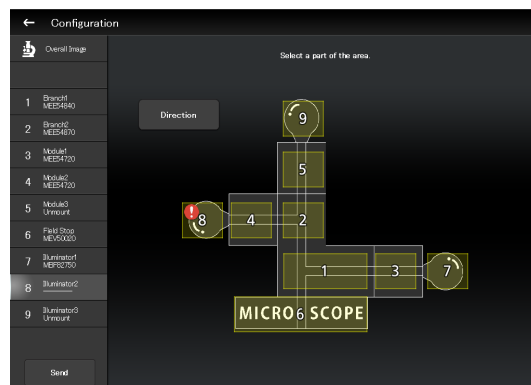 Configuration
Overall Image
Select a part of the area.
1 Branch1
MEE54840
2 Branch2
MEE54870
3 Module1
MEE54720
4 Module2
MEE54720
5 Module3
Unmount
6 Field Stop
MEV50020
7 Illuminator1
MBF82750
8 Illuminator2
9 Illuminator3
Unmount
Send
Direction
9
5
8 4 2
1 3 7
MICRO 6 SCOPE